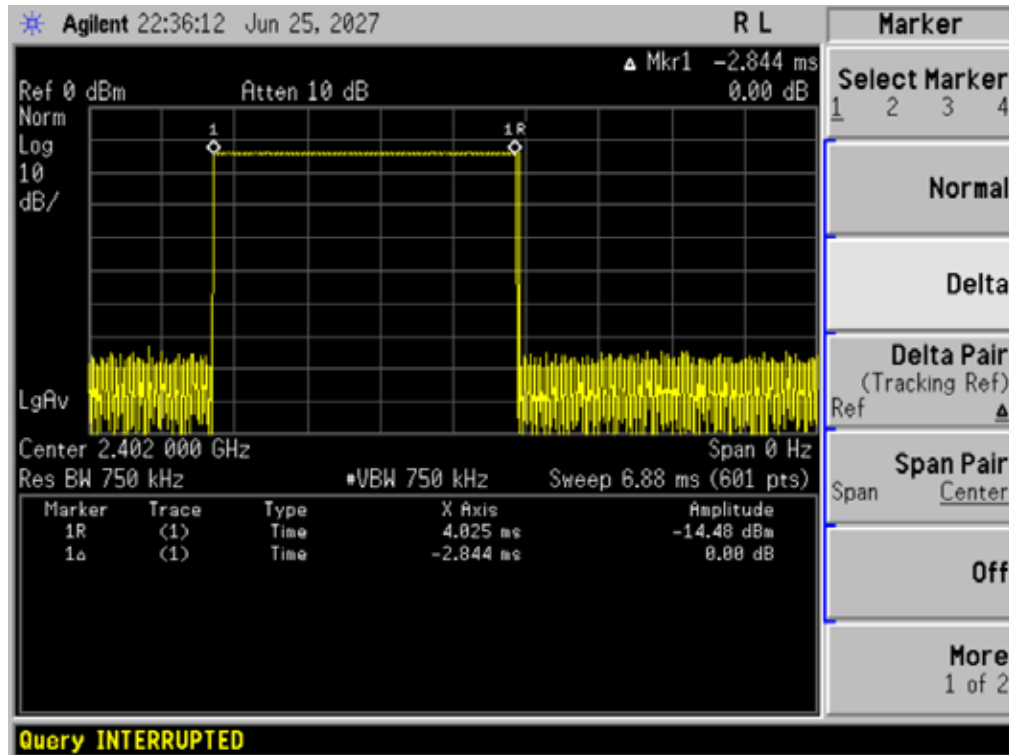 Agilent 22:36:12 Jun 25, 2027 R L
Marker
Δ Mkr1 -2.844 ms
Ref 0 dBm Atten 10 dB 0.00 dB
Norm
Log
10
dB/
1 1R
LgAv
Center 2.402 000 GHz Span 0 Hz
Res BW 750 kHz #VBW 750 kHz Sweep 6.88 ms (601 pts)
Marker Trace Type X Axis Amplitude
1R (1) Time 4.025 ms -14.48 dBm
1Δ (1) Time -2.844 ms 0.00 dB
Select Marker
1 2 3 4
Normal
Delta
Delta Pair
(Tracking Ref)
Ref Δ
Span Pair
Span Center
Off
More
1 of 2
Query INTERRUPTED